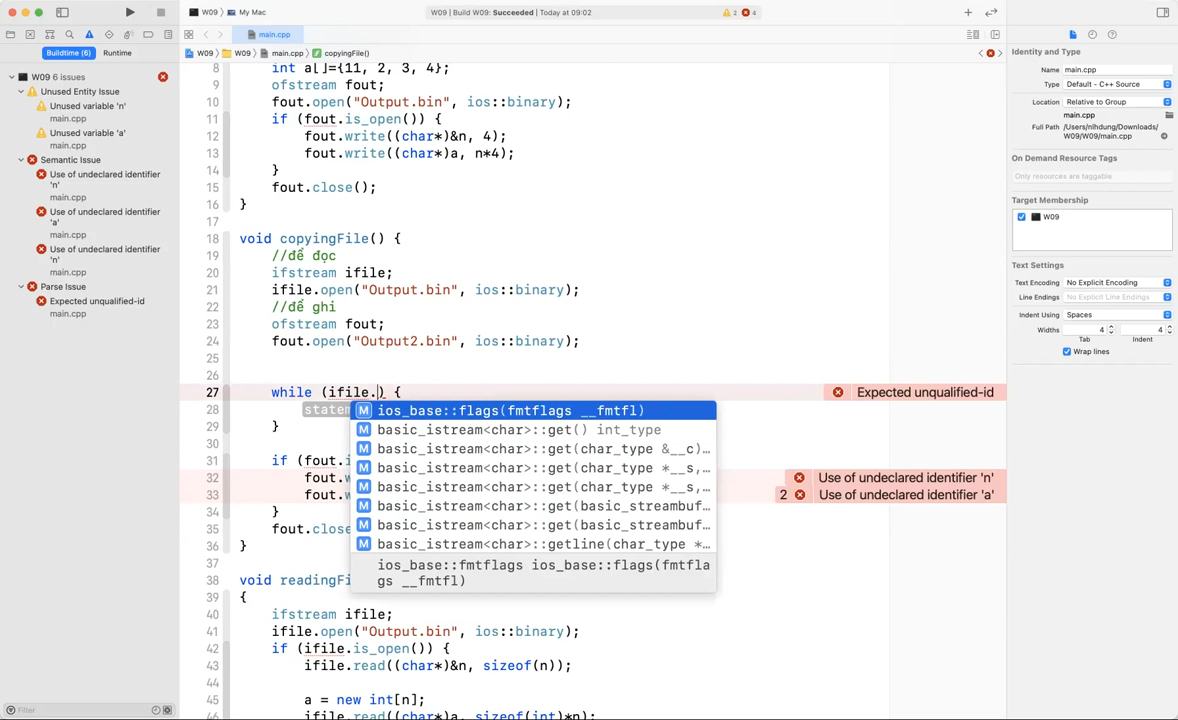 W09 〉 My Mac
W09 | Build W09: Succeeded | Today at 09:02
2
4
main.cpp
Buildtime (6)
Runtime
W09 〉 W09 〉 main.cpp 〉 copyingFile()
W09 6 issues
Unused Entity Issue
Unused variable 'n'
main.cpp
Unused variable 'a'
main.cpp
Semantic Issue
Use of undeclared identifier
'n'
main.cpp
Use of undeclared identifier
'a'
main.cpp
Use of undeclared identifier
'n'
main.cpp
Parse Issue
Expected unqualified-id
main.cpp
Filter
8 int a[]={11, 2, 3, 4};
9 ofstream fout;
10 fout.open("Output.bin", ios::binary);
11 if (fout.is_open()) {
12 fout.write((char*)&n, 4);
13 fout.write((char*)a, n*4);
14 }
15 fout.close();
16 }
17
18 void copyingFile() {
19 //để đọc
20 ifstream ifile;
21 ifile.open("Output.bin", ios::binary);
22 //để ghi
23 ofstream fout;
24 fout.open("Output2.bin", ios::binary);
25
26
27 while (ifile.) {
Expected unqualified-id
28 statem
29 }
30
31 if (fout.i
32 fout.w
Use of undeclared identifier 'n'
33 fout.w
2 Use of undeclared identifier 'a'
34 }
35 fout.close
36 }
37
38 void readingFi
39 {
40 ifstream ifile;
41 ifile.open("Output.bin", ios::binary);
42 if (ifile.is_open()) {
43 ifile.read((char*)&n, sizeof(n));
44
45 a = new int[n];
46 ifile.read((char*)a, sizeof(int)*n);
M ios_base::flags(fmtflags __fmtfl)
M basic_istream<char>::get() int_type
M basic_istream<char>::get(char_type &__c)…
M basic_istream<char>::get(char_type *__s,…
M basic_istream<char>::get(char_type *__s,…
M basic_istream<char>::get(basic_streambuf…
M basic_istream<char>::get(basic_streambuf…
M basic_istream<char>::getline(char_type *…
ios_base::fmtflags ios_base::flags(fmtfla
gs __fmtfl)
Identity and Type
Name main.cpp
Type Default - C++ Source
Location Relative to Group
main.cpp
Full Path /Users/nlhdung/Downloads/
W09/W09/main.cpp
On Demand Resource Tags
Only resources are taggable
Target Membership
W09
Text Settings
Text Encoding No Explicit Encoding
Line Endings No Explicit Line Endings
Indent Using Spaces
Widths 4 4
Tab Indent
Wrap lines